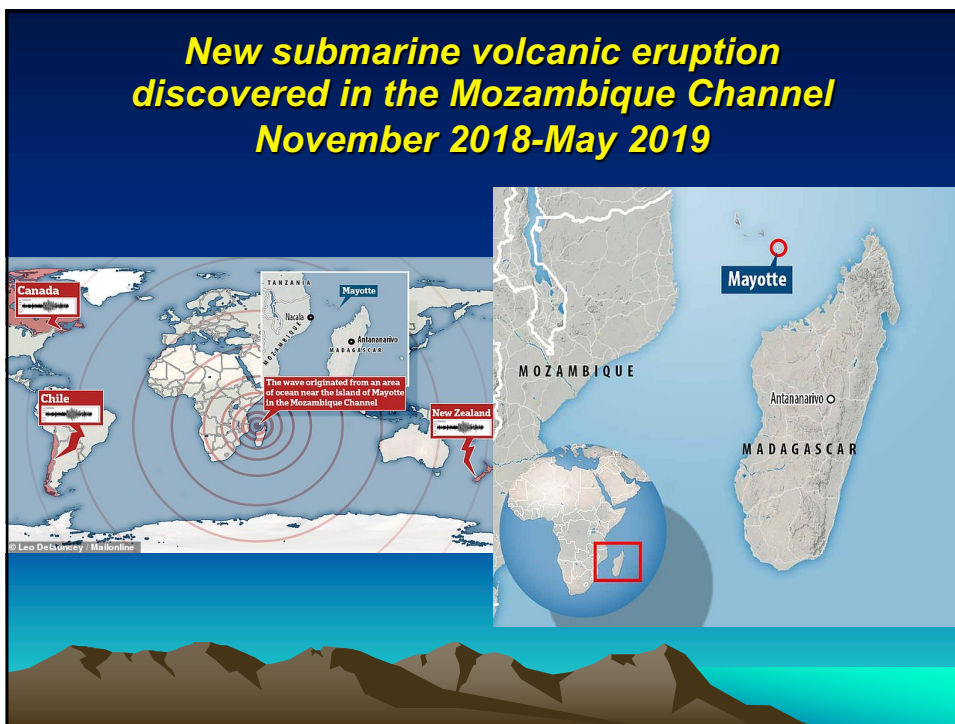 New submarine volcanic eruption
discovered in the Mozambique Channel
November 2018-May 2019
Canada
Chile
New Zealand
TANZANIA
Mayotte
Nacala
MOZAMBIQUE
Antananarivo
MADAGASCAR
The wave originated from an area
of ocean near the island of Mayotte
in the Mozambique Channel
© Leo Delauncey / Mailonline
Mayotte
MOZAMBIQUE
Antananarivo
MADAGASCAR